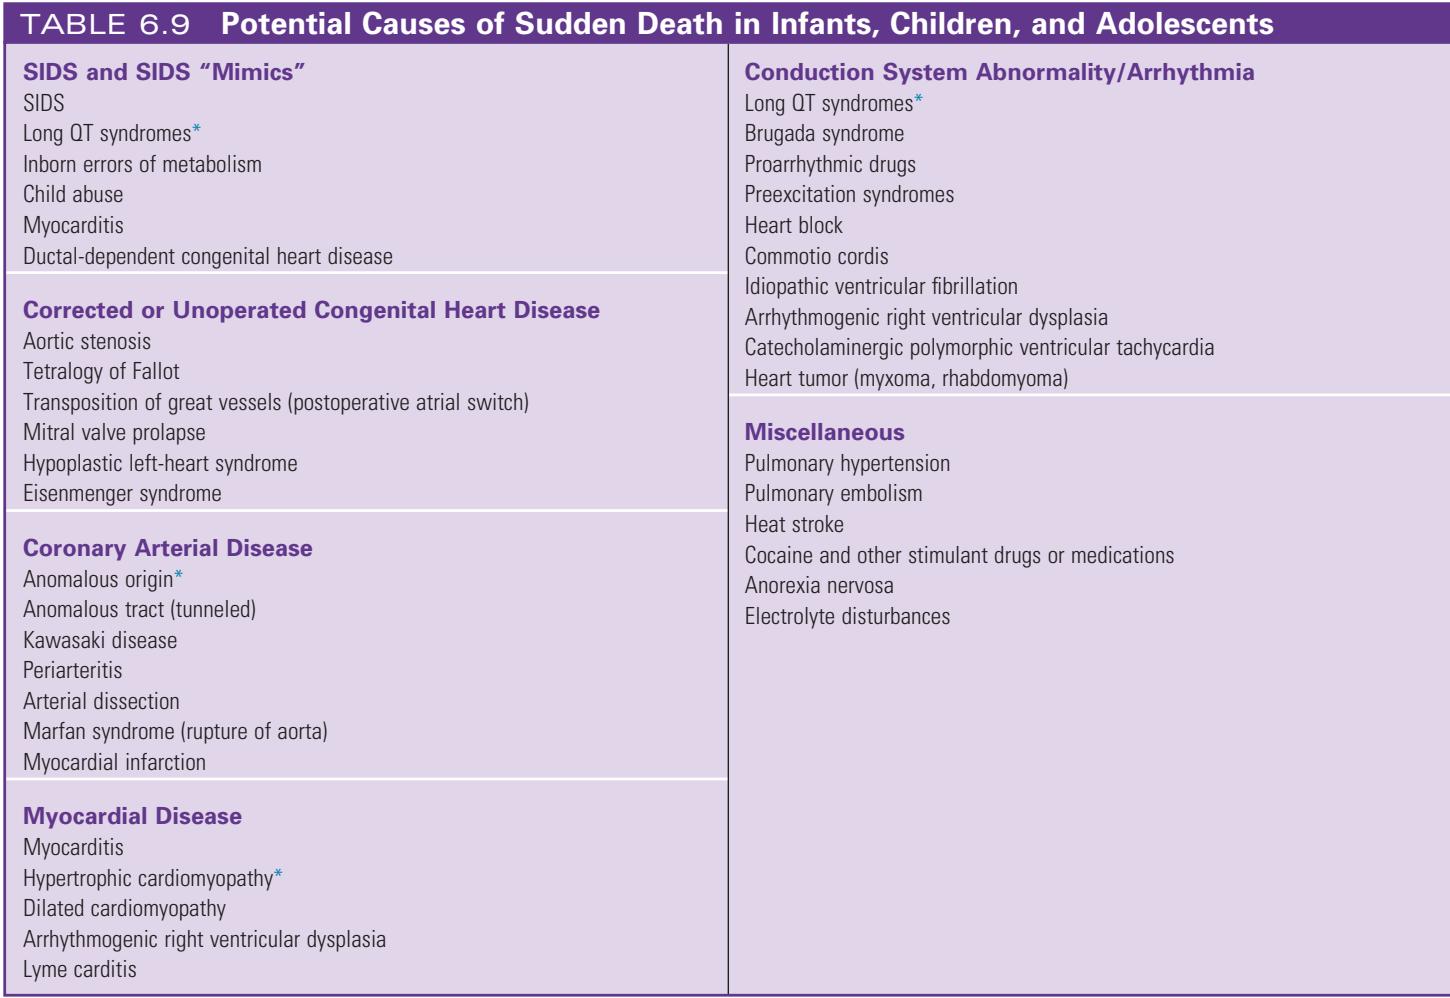 TABLE 6.9 Potential Causes of Sudden Death in Infants, Children, and Adolescents
SIDS and SIDS “Mimics”
SIDS
Long QT syndromes*
Inborn errors of metabolism
Child abuse
Myocarditis
Ductal-dependent congenital heart disease
Corrected or Unoperated Congenital Heart Disease
Aortic stenosis
Tetralogy of Fallot
Transposition of great vessels (postoperative atrial switch)
Mitral valve prolapse
Hypoplastic left-heart syndrome
Eisenmenger syndrome
Coronary Arterial Disease
Anomalous origin*
Anomalous tract (tunneled)
Kawasaki disease
Periarteritis
Arterial dissection
Marfan syndrome (rupture of aorta)
Myocardial infarction
Myocardial Disease
Myocarditis
Hypertrophic cardiomyopathy*
Dilated cardiomyopathy
Arrhythmogenic right ventricular dysplasia
Lyme carditis
Conduction System Abnormality/Arrhythmia
Long QT syndromes*
Brugada syndrome
Proarrhythmic drugs
Preexcitation syndromes
Heart block
Commotio cordis
Idiopathic ventricular fibrillation
Arrhythmogenic right ventricular dysplasia
Catecholaminergic polymorphic ventricular tachycardia
Heart tumor (myxoma, rhabdomyoma)
Miscellaneous
Pulmonary hypertension
Pulmonary embolism
Heat stroke
Cocaine and other stimulant drugs or medications
Anorexia nervosa
Electrolyte disturbances